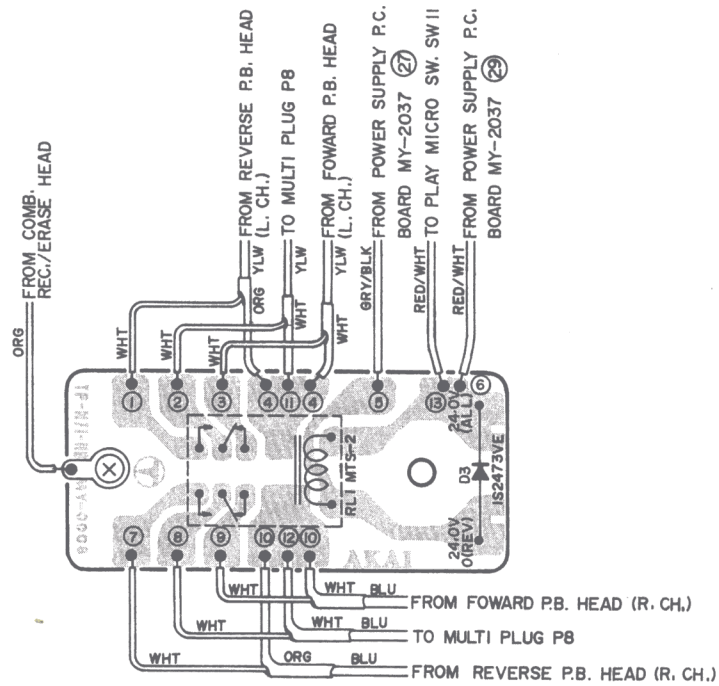 FROM REVERSE P.B. HEAD
(L. CH.)
TO MULTI PLUG P8
FROM FOWARD P.B. HEAD
(L. CH.)
FROM POWER SUPPLY P.C.
BOARD MY-2037 27
TO PLAY MICRO SW. SW11
FROM POWER SUPPLY P.C.
BOARD MY-2037 29
FROM COMB.
REC./ERASE HEAD
ORG
WHT
WHT
WHT
ORG
YLW
WHT
YLW
WHT
YLW
GRY/BLK
RED/WHT
RED/WHT
1
2
3
4
11
4
5
13
6
24.0V
(ALL)
RL1 MTS-2
D3
1S2473VE
24.0V
0(REV)
7
8
9
10
12
10
AKAI
WHT BLU
FROM FOWARD P.B. HEAD (R. CH.)
WHT
WHT BLU
TO MULTI PLUG P8
WHT
ORG BLU
FROM REVERSE P.B. HEAD (R. CH.)
WHT